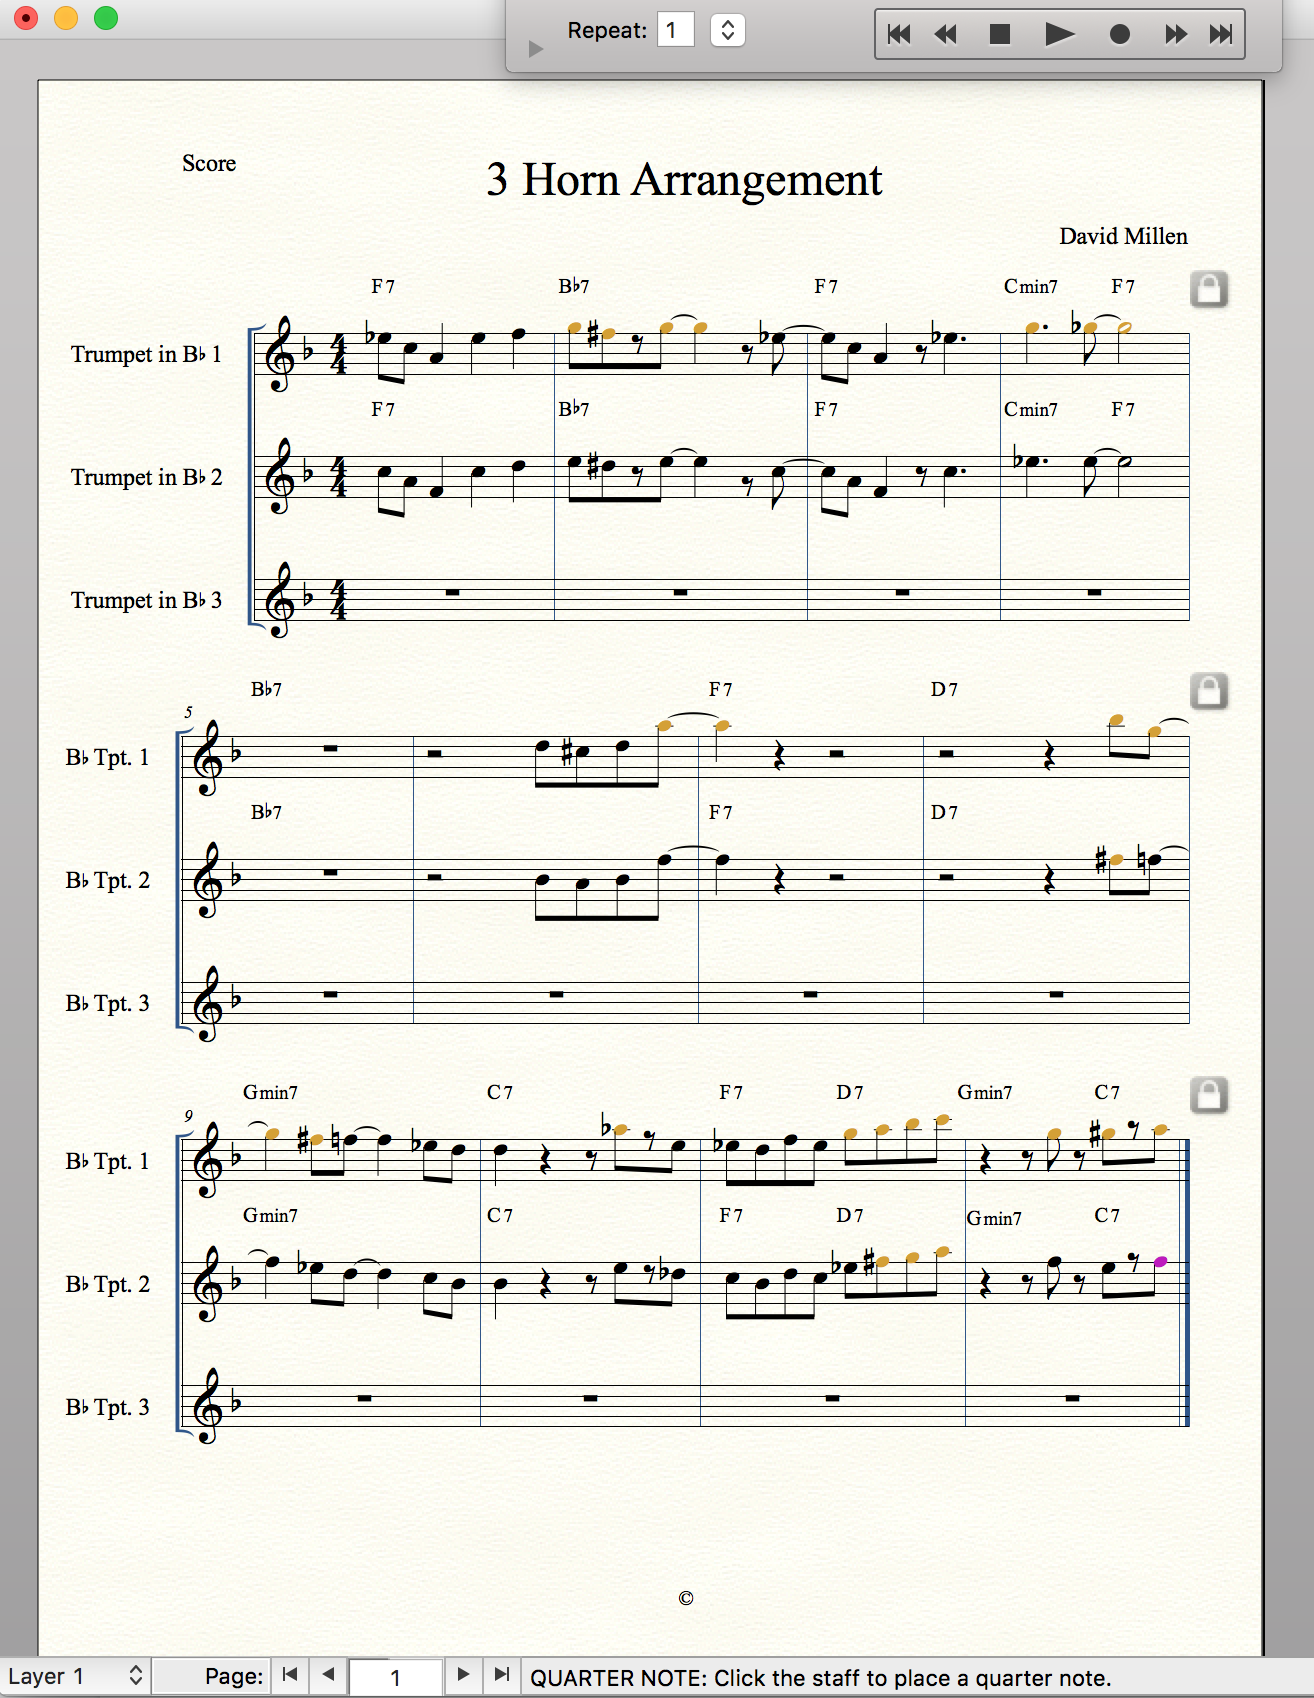 Repeat: 1
Score
3 Horn Arrangement
David Millen
F7 B♭7 F7 Cmin7 F7
Trumpet in B♭ 1
F7 B♭7 F7 Cmin7 F7
Trumpet in B♭ 2
Trumpet in B♭ 3
B♭7 F7 D7
5
B♭ Tpt. 1
B♭7 F7 D7
B♭ Tpt. 2
B♭ Tpt. 3
Gmin7 C7 F7 D7 Gmin7 C7
9
B♭ Tpt. 1
Gmin7 C7 F7 D7 Gmin7 C7
B♭ Tpt. 2
B♭ Tpt. 3
©
Layer 1 Page: 1 QUARTER NOTE: Click the staff to place a quarter note.